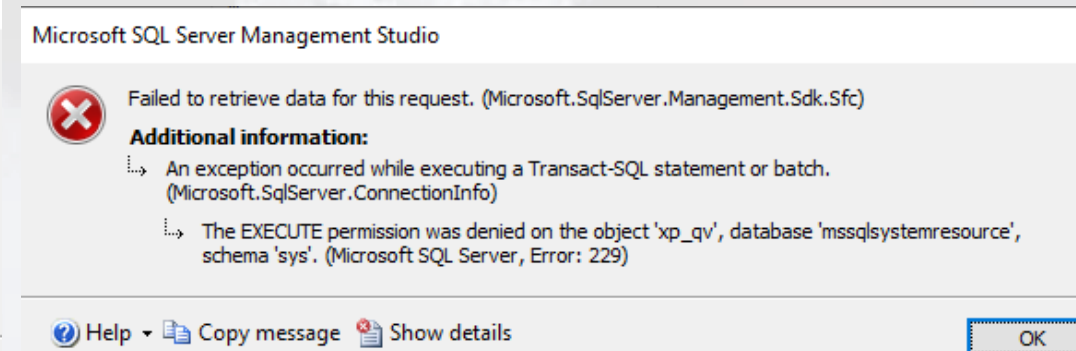 Microsoft SQL Server Management Studio
Failed to retrieve data for this request. (Microsoft.SqlServer.Management.Sdk.Sfc)
Additional information:
An exception occurred while executing a Transact-SQL statement or batch.
(Microsoft.SqlServer.ConnectionInfo)
The EXECUTE permission was denied on the object 'xp_qv', database 'mssqlsystemresource',
schema 'sys'. (Microsoft SQL Server, Error: 229)
Help Copy message Show details OK